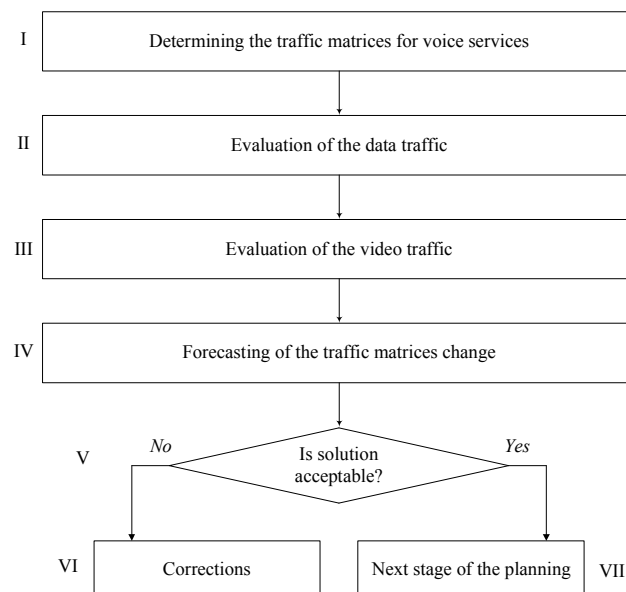 I
Determining the traffic matrices for voice services
II
Evaluation of the data traffic
III
Evaluation of the video traffic
IV
Forecasting of the traffic matrices change
V
No
Is solution
acceptable?
Yes
VI
Corrections
Next stage of the planning
VIII